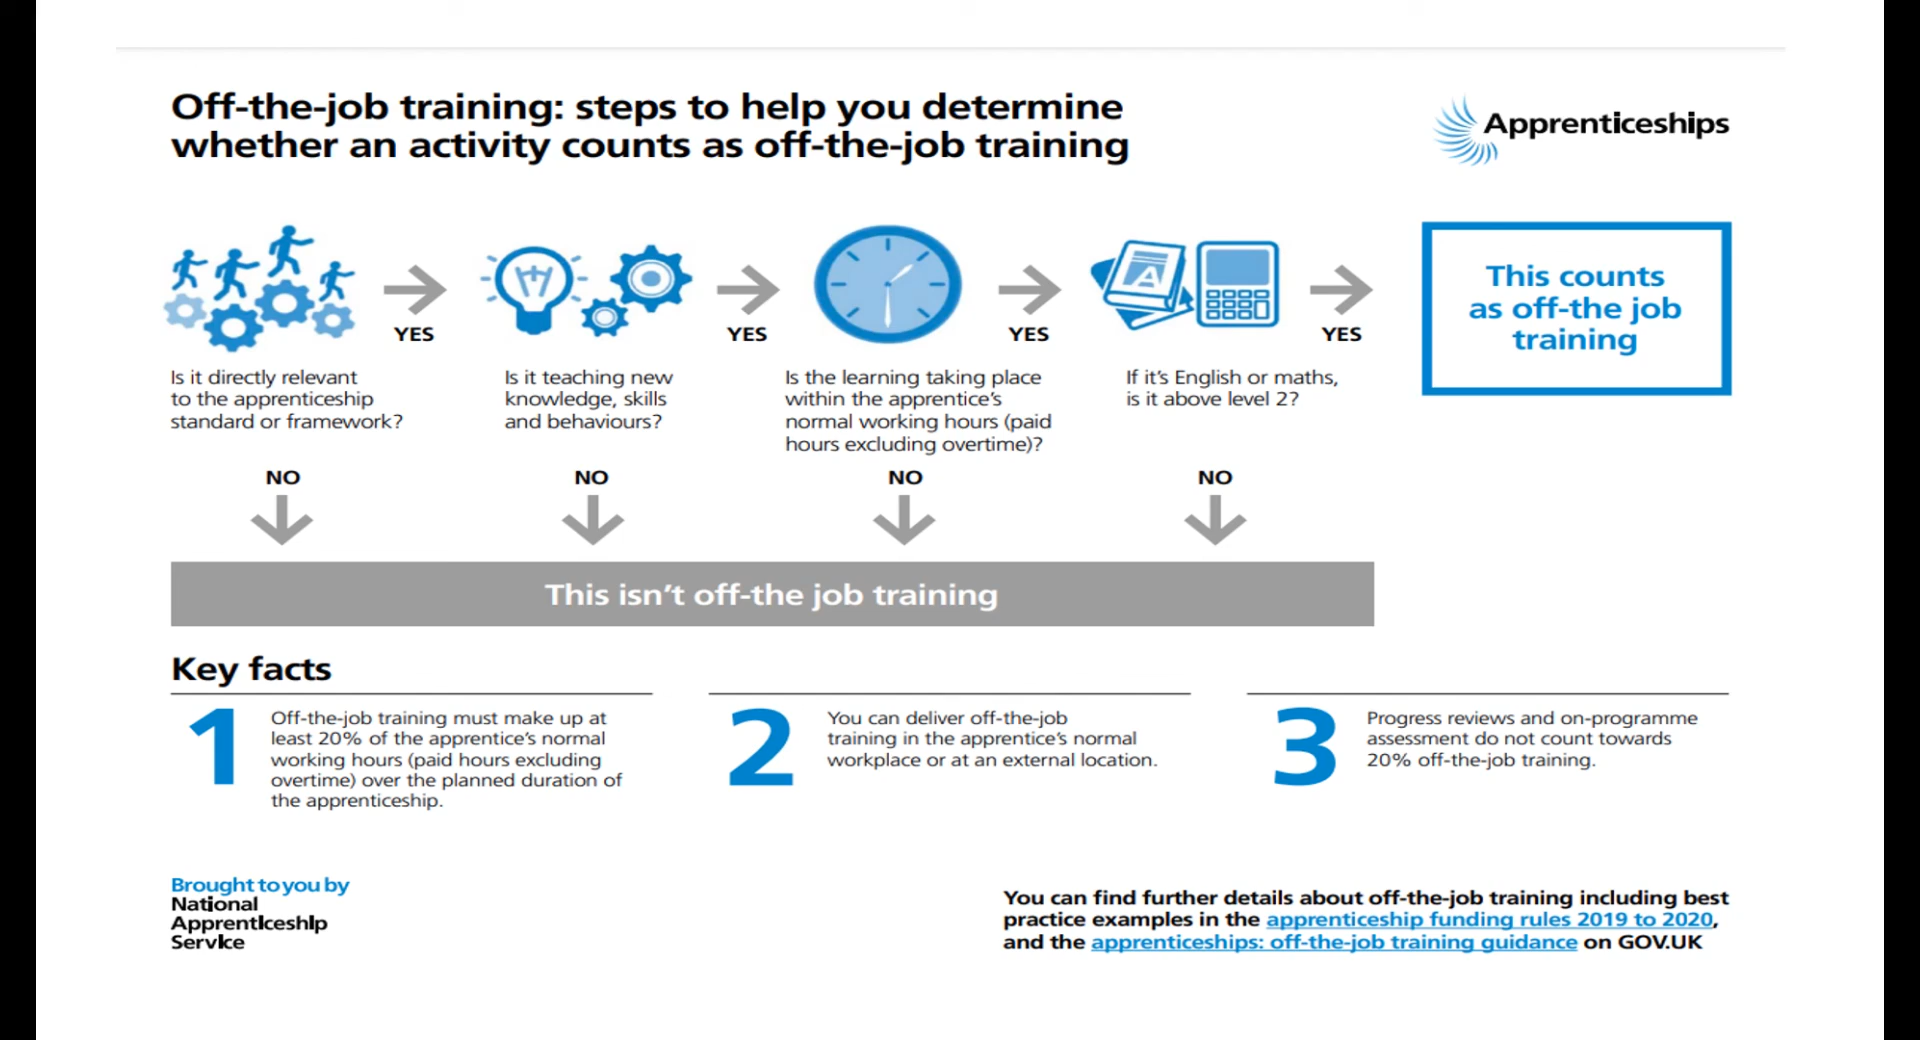 Off-the-job training: steps to help you determine
whether an activity counts as off-the-job training
Apprenticeships
YES
YES
YES
YES
This counts
as off-the job
training
Is it directly relevant
to the apprenticeship
standard or framework?
Is it teaching new
knowledge, skills
and behaviours?
Is the learning taking place
within the apprentice's
normal working hours (paid
hours excluding overtime)?
If it's English or maths,
is it above level 2?
NO
NO
NO
NO
This isn't off-the job training
Key facts
1
Off-the-job training must make up at
least 20% of the apprentice's normal
working hours (paid hours excluding
overtime) over the planned duration of
the apprenticeship.
2
You can deliver off-the-job
training in the apprentice's normal
workplace or at an external location.
3
Progress reviews and on-programme
assessment do not count towards
20% off-the-job training.
Brought to you by
National
Apprenticeship
Service
You can find further details about off-the-job training including best
practice examples in the apprenticeship funding rules 2019 to 2020,
and the apprenticeships: off-the-job training guidance on GOV.UK